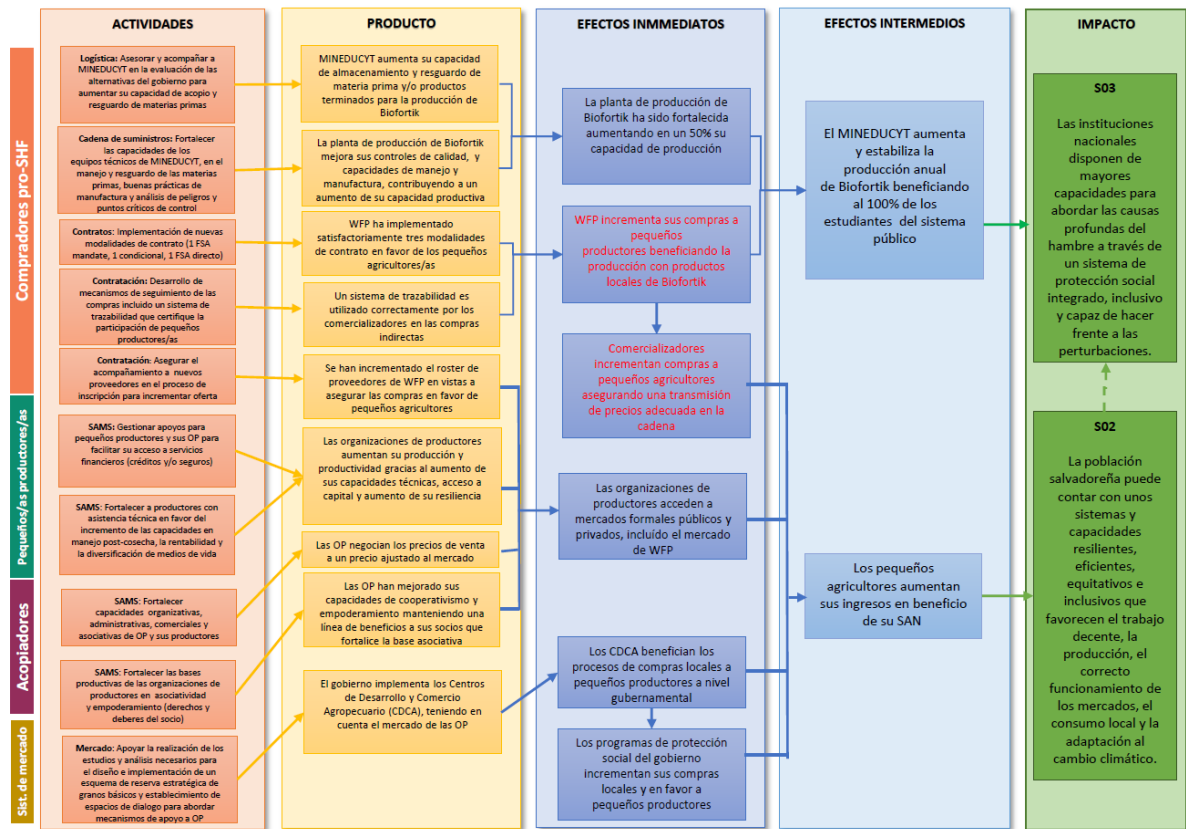 ACTIVIDADES
PRODUCTO
EFECTOS INMMEDIATOS
EFECTOS INTERMEDIOS
IMPACTO
Compradores pro-SHF
Pequeños/as productores/as
Acopiadores
Sist. de mercado
Logística: Asesorar y acompañar a
MINEDUCYT en la evaluación de las
alternativas del gobierno para
aumentar su capacidad de acopio y
resguardo de materias primas
Cadena de suministros: Fortalecer
las capacidades de los
equipos técnicos de MINEDUCYT, en el
manejo y resguardo de las materias
primas, buenas prácticas de
manufactura y análisis de peligros y
puntos críticos de control
Contratos: Implementación de nuevas
modalidades de contrato (1 FSA
mandate, 1 condicional, 1 FSA directo)
Contratación: Desarrollo de
mecanismos de seguimiento de las
compras incluido un sistema de
trazabilidad que certifique la
participación de pequeños
productores/as
Contratación: Asegurar el
acompañamiento a nuevos
proveedores en el proceso de
inscripción para incrementar oferta
SAMS: Gestionar apoyos para
pequeños productores y sus OP para
facilitar su acceso a servicios
financieros (créditos y/o seguros)
SAMS: Fortalecer a productores con
asistencia técnica en favor del
incremento de las capacidades en
manejo post-cosecha, la rentabilidad y
la diversificación de medios de vida
SAMS: Fortalecer
capacidades organizativas,
administrativas, comerciales y
asociativas de OP y sus productores
SAMS: Fortalecer las bases
productivas de las organizaciones de
productores en asociatividad
y empoderamiento (derechos y
deberes del socio)
Mercado: Apoyar la realización de los
estudios y análisis necesarios para
el diseño e implementación de un
esquema de reserva estratégica de
granos básicos y establecimiento de
espacios de dialogo para abordar
mecanismos de apoyo a OP
MINEDUCYT aumenta su capacidad
de almacenamiento y resguardo de
materia prima y/o productos
terminados para la producción de
Biofortik
La planta de producción de Biofortik
mejora sus controles de calidad, y
capacidades de manejo y
manufactura, contribuyendo a un
aumento de su capacidad productiva
WFP ha implementado
satisfactoriamente tres modalidades
de contrato en favor de los pequeños
agricultores/as
Un sistema de trazabilidad es
utilizado correctamente por los
comercializadores en las compras
indirectas
Se han incrementado el roster de
proveedores de WFP en vistas a
asegurar las compras en favor de
pequeños agricultores
Las organizaciones de productores
aumentan su producción y
productividad gracias al aumento de
sus capacidades técnicas, acceso a
capital y aumento de su resiliencia
Las OP negocian los precios de venta
a un precio ajustado al mercado
Las OP han mejorado sus
capacidades de cooperativismo y
empoderamiento manteniendo una
línea de beneficios a sus socios que
fortalice la base asociativa
El gobierno implementa los Centros
de Desarrollo y Comercio
Agropecuario (CDCA), teniendo en
cuenta el mercado de las OP
La planta de producción de
Biofortik ha sido fortalecida
aumentando en un 50% su
capacidad de producción
WFP incrementa sus compras a
pequeños
productores beneficiando la
producción con productos
locales de Biofortik
Comercializadores
incrementan compras a
pequeños agricultores
asegurando una transmisión
de precios adecuada en la
cadena
Las organizaciones de
productores acceden a
mercados formales públicos y
privados, incluído el mercado
de WFP
Los CDCA benefician los
procesos de compras locales a
pequeños productores a nivel
gubernamental
Los programas de protección
social del gobierno
incrementan sus compras
locales y en favor a
pequeños productores
El MINEDUCYT aumenta
y estabiliza la
producción anual
de Biofortik beneficiando
al 100% de los
estudiantes del sistema
público
Los pequeños
agricultores aumentan
sus ingresos en beneficio
de su SAN
S03
Las instituciones
nacionales
disponen de
mayores
capacidades para
abordar las causas
profundas del
hambre a través de
un sistema de
protección social
integrado, inclusivo
y capaz de hacer
frente a las
perturbaciones.
S02
La población
salvadoreña puede
contar con unos
sistemas y
capacidades
resilientes,
eficientes,
equitativos e
inclusivos que
favorecen el trabajo
decente, la
producción, el
correcto
funcionamiento de
los mercados, el
consumo local y la
adaptación al
cambio climático.